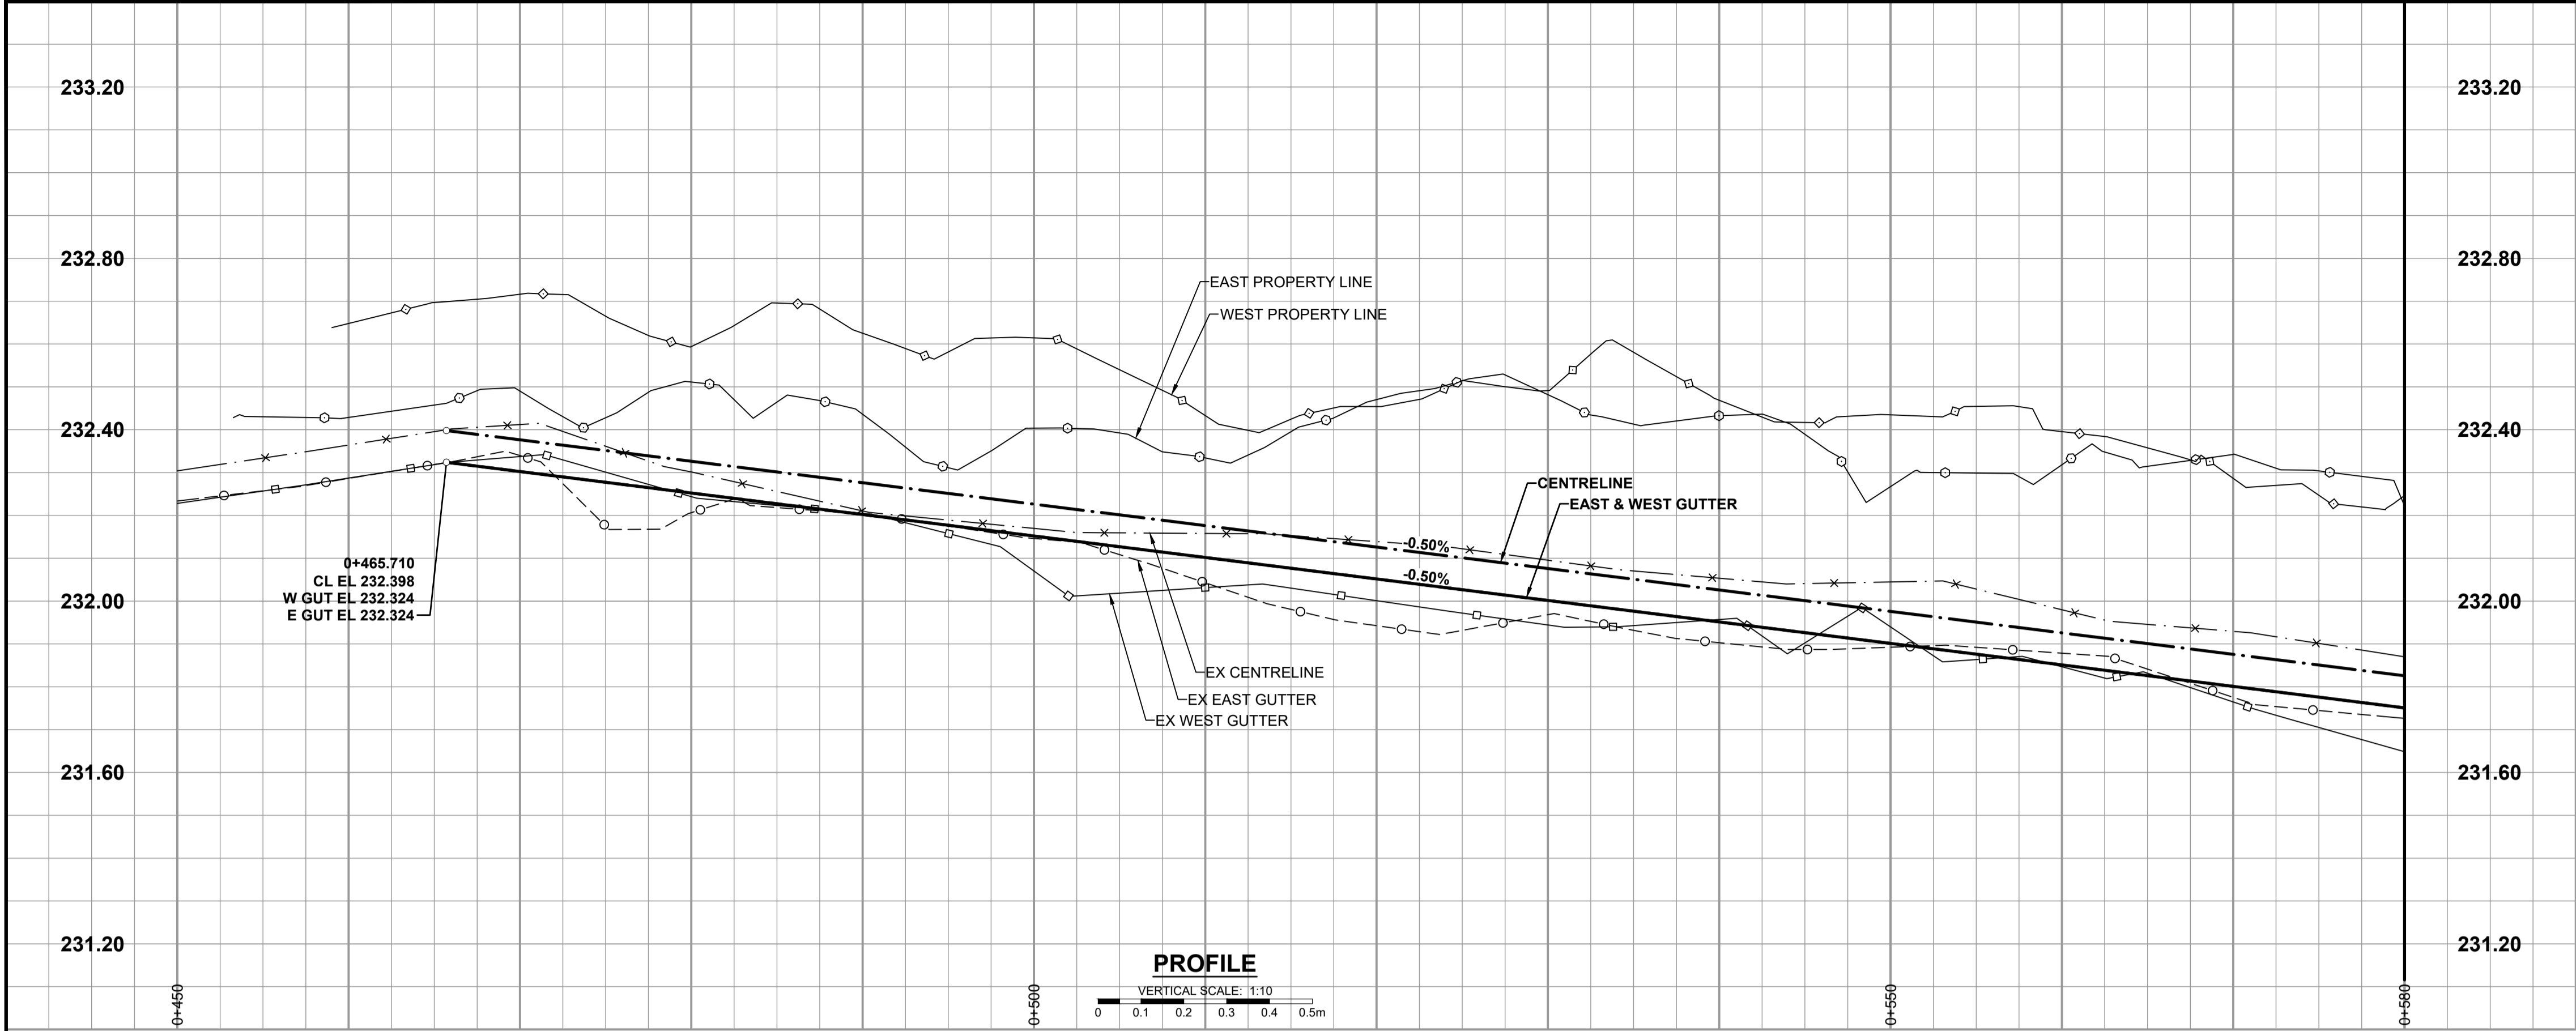 233.20
233.20
232.80
232.80
EAST PROPERTY LINE
WEST PROPERTY LINE
232.40
232.40
CENTRELINE
EAST & WEST GUTTER
-0.50%
-0.50%
0+465.710
CL EL 232.398
W GUT EL 232.324
E GUT EL 232.324
232.00
232.00
EX CENTRELINE
EX EAST GUTTER
EX WEST GUTTER
231.60
231.60
231.20
231.20
PROFILE
VERTICAL SCALE: 1:10
0 0.1 0.2 0.3 0.4 0.5m
0+450
0+500
0+550
0+580